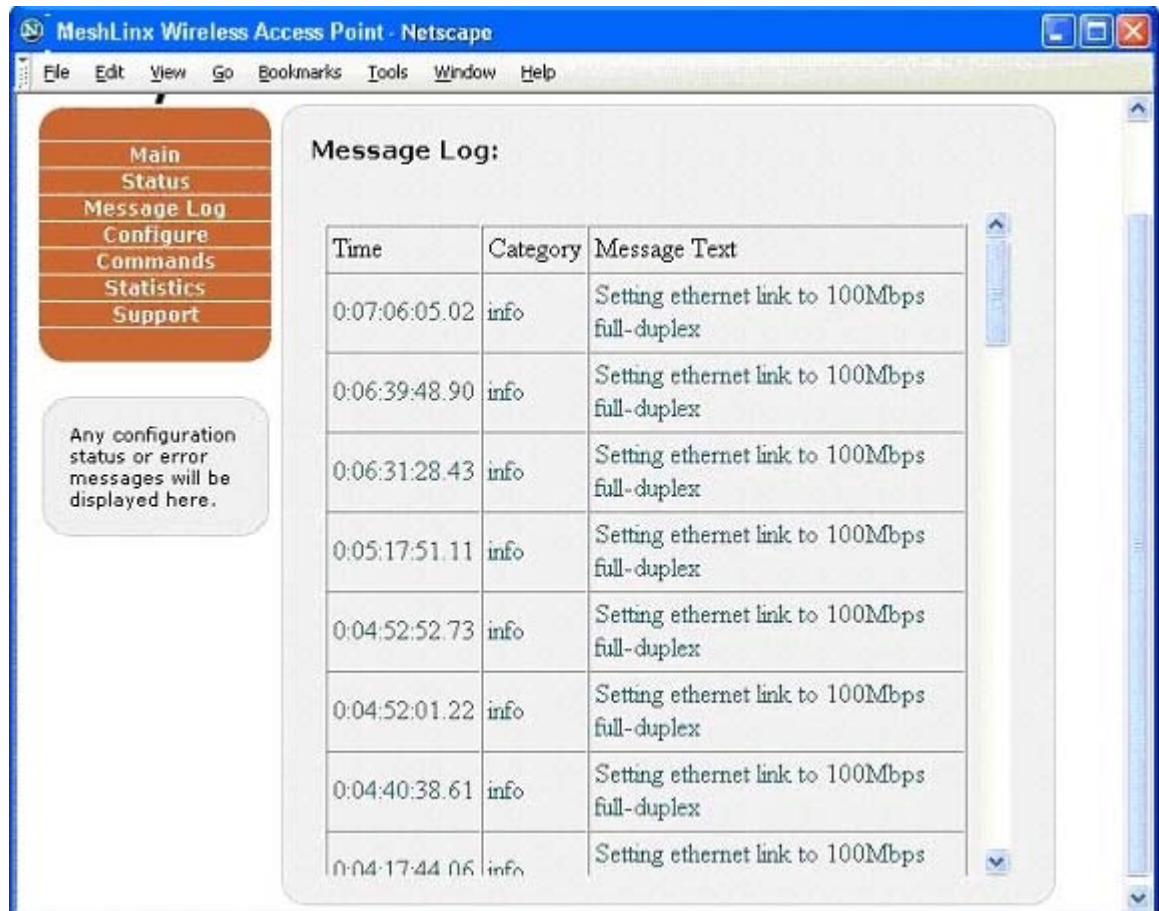 MeshLinx Wireless Access Point - Netscape
File Edit View Go Bookmarks Tools Window Help
Main
Status
Message Log
Configure
Commands
Statistics
Support
Any configuration
status or error
messages will be
displayed here.
Message Log:
Time Category Message Text
0:07:06:05.02 info Setting ethernet link to 100Mbps
full-duplex
0:06:39:48.90 info Setting ethernet link to 100Mbps
full-duplex
0:06:31:28.43 info Setting ethernet link to 100Mbps
full-duplex
0:05:17:51.11 info Setting ethernet link to 100Mbps
full-duplex
0:04:52:52.73 info Setting ethernet link to 100Mbps
full-duplex
0:04:52:01.22 info Setting ethernet link to 100Mbps
full-duplex
0:04:40:38.61 info Setting ethernet link to 100Mbps
full-duplex
0:04:17:44.06 info Setting ethernet link to 100Mbps